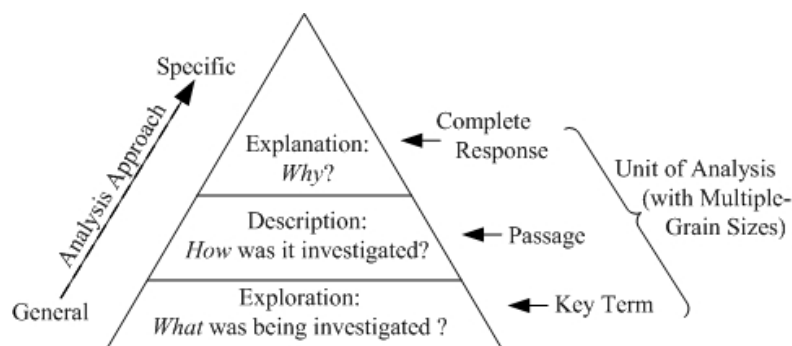 Specific
Analysis Approach
General
Explanation:
Why?
Description:
How was it investigated?
Exploration:
What was being investigated ?
Complete
Response
Passage
Key Term
Unit of Analysis
(with Multiple-
Grain Sizes)